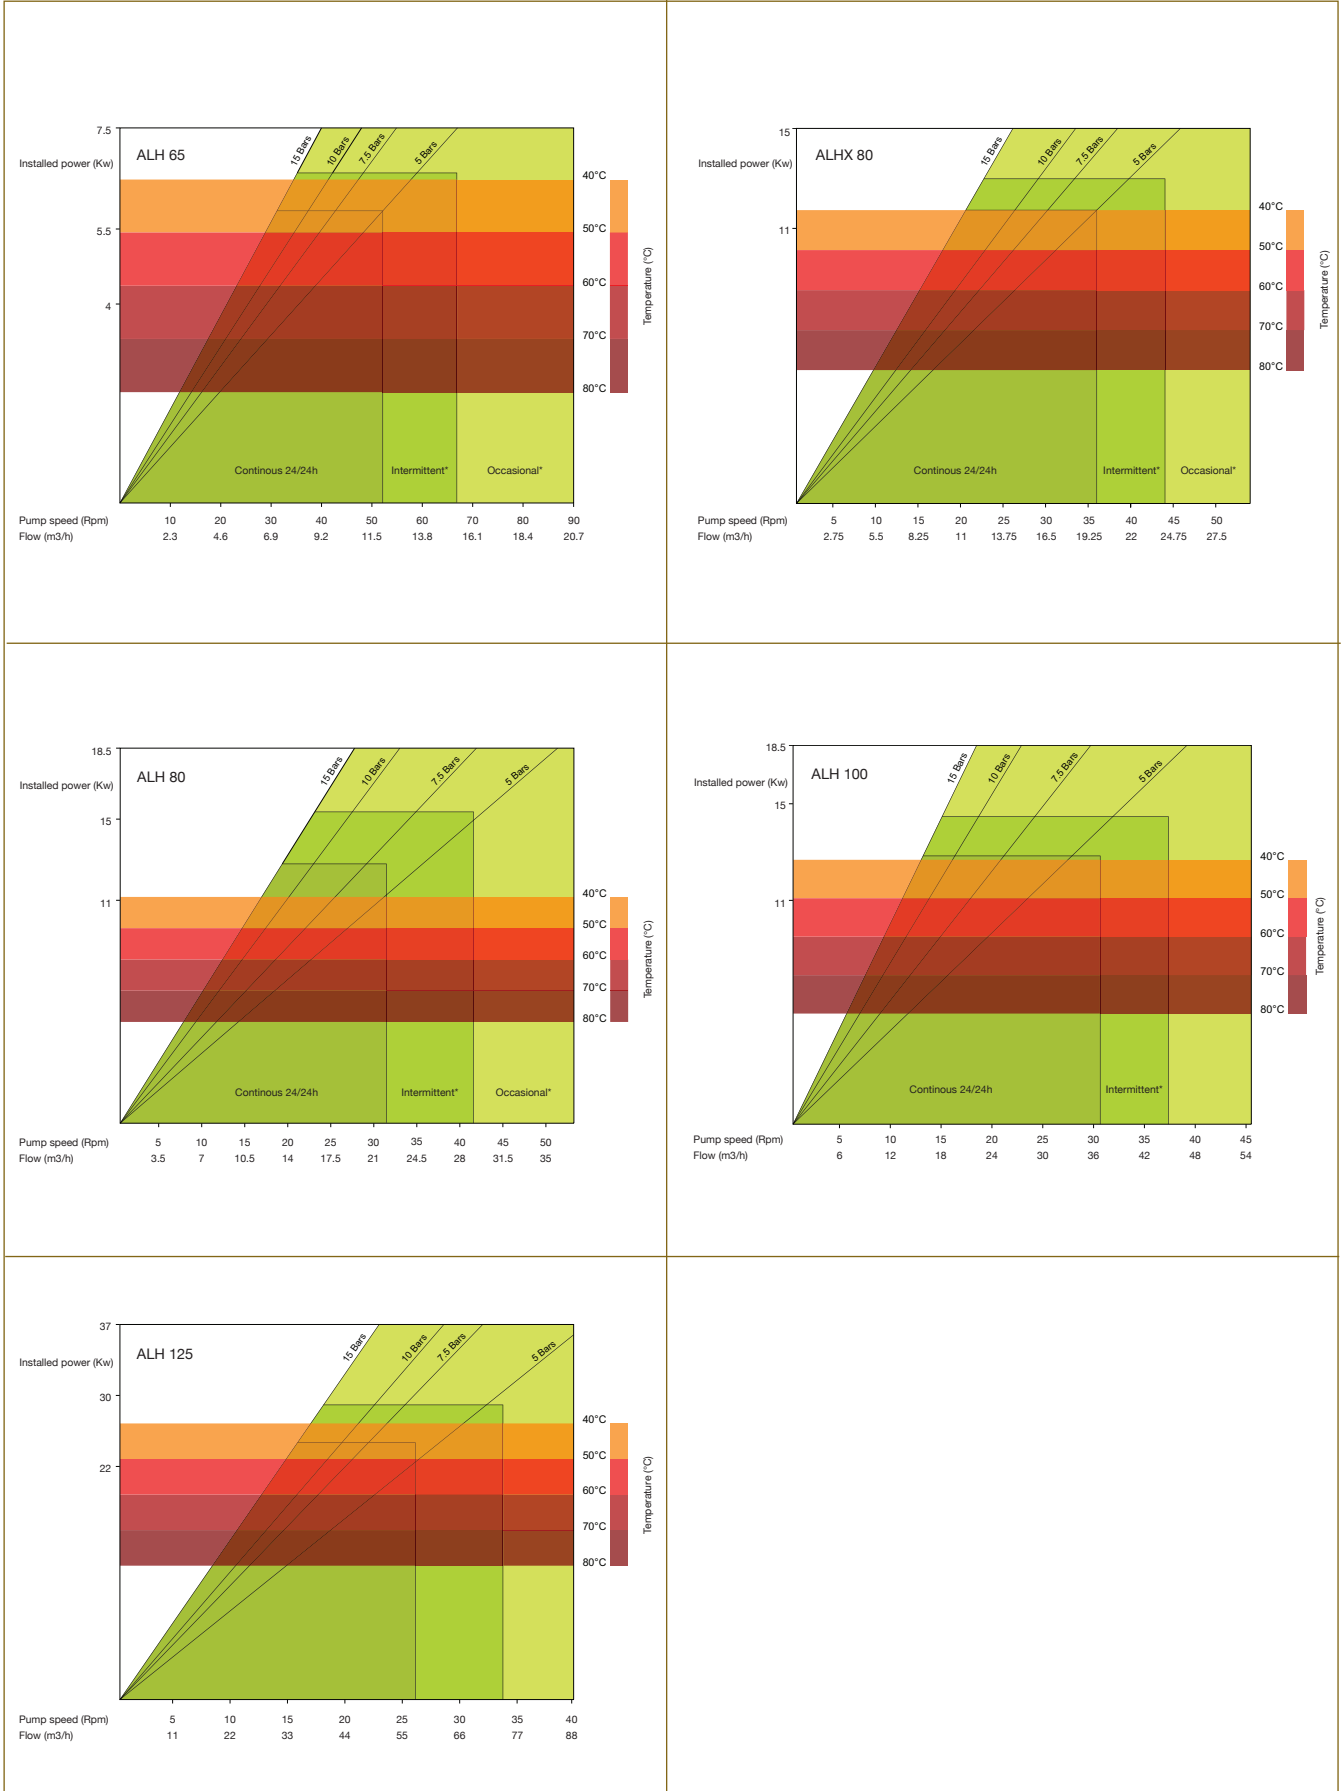 7.5
ALH 65
Installed power (Kw)
5.5
4
15 Bars
10 Bars
7.5 Bars
5 Bars
40°C
50°C
60°C
70°C
80°C
Temperature (°C)
Continous 24/24h Intermittent* Occasional*
Pump speed (Rpm) 10 20 30 40 50 60 70 80 90
Flow (m3/h) 2.3 4.6 6.9 9.2 11.5 13.8 16.1 18.4 20.7
15
ALHX 80
Installed power (Kw)
11
15 Bars
10 Bars
7.5 Bars
5 Bars
40°C
50°C
60°C
70°C
80°C
Temperature (°C)
Continous 24/24h Intermittent* Occasional*
Pump speed (Rpm) 5 10 15 20 25 30 35 40 45 50
Flow (m3/h) 2.75 5.5 8.25 11 13.75 16.5 19.25 22 24.75 27.5
18.5
ALH 80
Installed power (Kw)
15
11
15 Bars
10 Bars
7.5 Bars
5 Bars
40°C
50°C
60°C
70°C
80°C
Temperature (°C)
Continous 24/24h Intermittent* Occasional*
Pump speed (Rpm) 5 10 15 20 25 30 35 40 45 50
Flow (m3/h) 3.5 7 10.5 14 17.5 21 24.5 28 31.5 35
18.5
ALH 100
Installed power (Kw)
15
11
15 Bars
10 Bars
7.5 Bars
5 Bars
40°C
50°C
60°C
70°C
80°C
Temperature (°C)
Continous 24/24h Intermittent*
Pump speed (Rpm) 5 10 15 20 25 30 35 40 45
Flow (m3/h) 6 12 18 24 30 36 42 48 54
37
ALH 125
Installed power (Kw)
30
22
15 Bars
10 Bars
7.5 Bars
5 Bars
40°C
50°C
60°C
70°C
80°C
Temperature (°C)
Pump speed (Rpm) 5 10 15 20 25 30 35 40
Flow (m3/h) 11 22 33 44 55 66 77 88